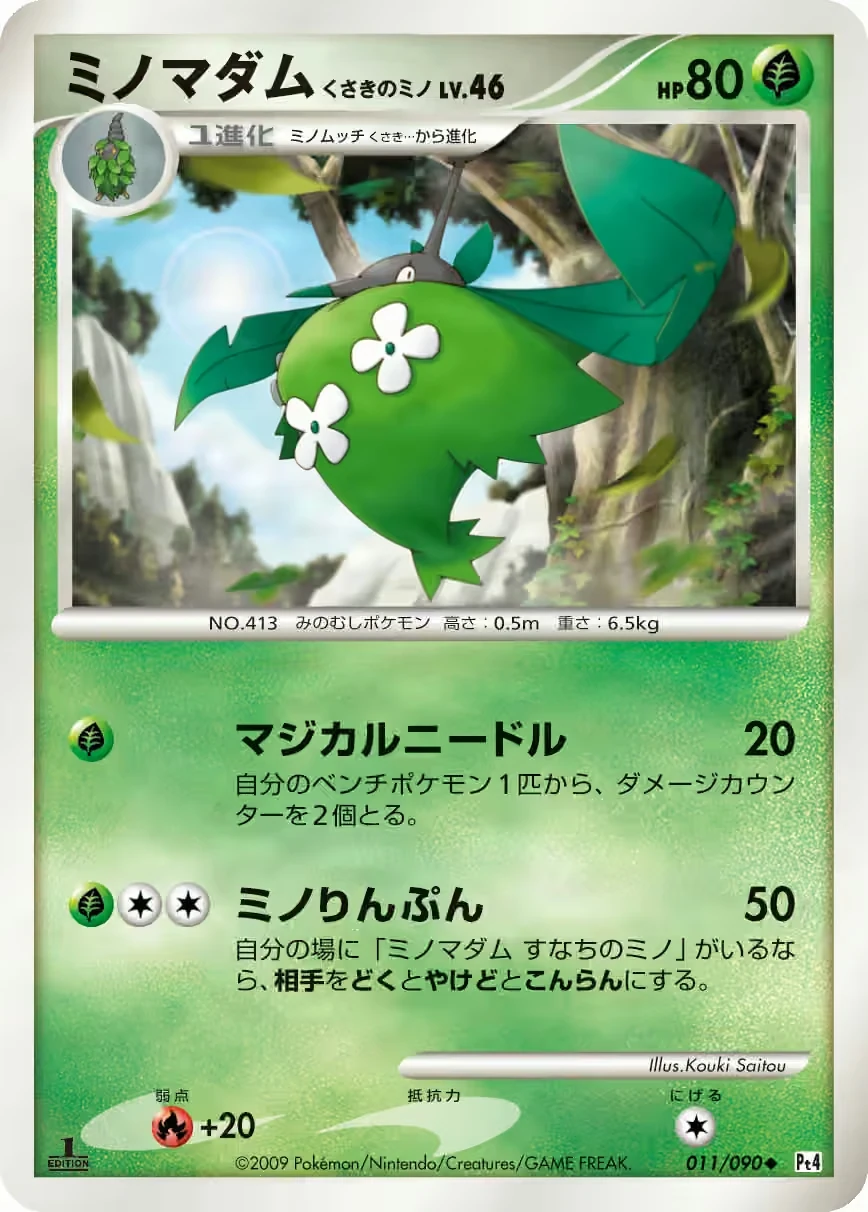 ミノマダム くさきのミノ LV.46 HP80
1進化 ミノムッチ くさき…から進化
NO.413 みのむしポケモン 高さ:0.5m 重さ:6.5kg
マジカルニードル 20
自分のベンチポケモン1匹から、ダメージカウン
ターを2個とる。
ミノりんぷん 50
自分の場に「ミノマダム すなちのミノ」がいるな
ら、相手をどくとやけどとこんらんにする。
Illus.Kouki Saitou
弱点 抵抗力 にげる
+20
1 EDITION
©2009 Pokémon/Nintendo/Creatures/GAME FREAK. 011/090◆ Pt4